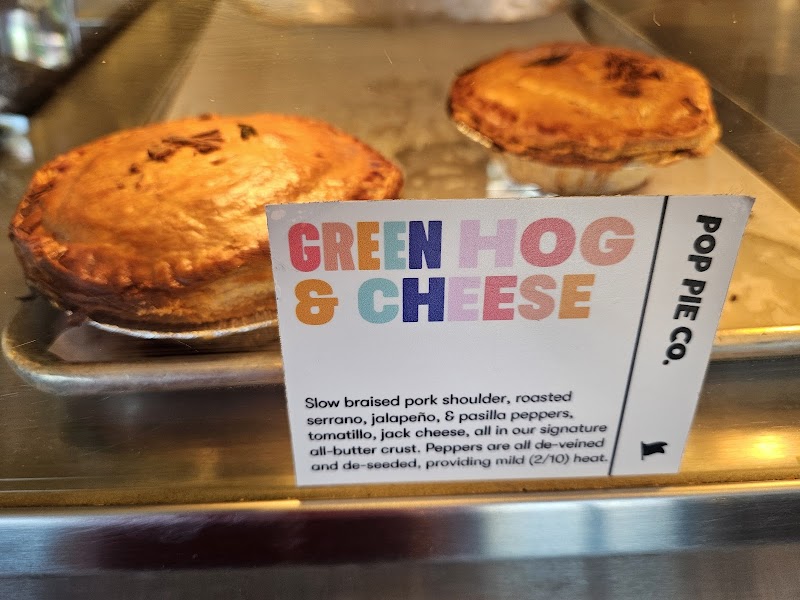 GREEN HOG
& CHEESE
Slow braised pork shoulder, roasted
serrano, jalapeño, & pasilla peppers,
tomatillo, jack cheese, all in our signature
all-butter crust. Peppers are all de-veined
and de-seeded, providing mild (2/10) heat.
POP PIE CO.